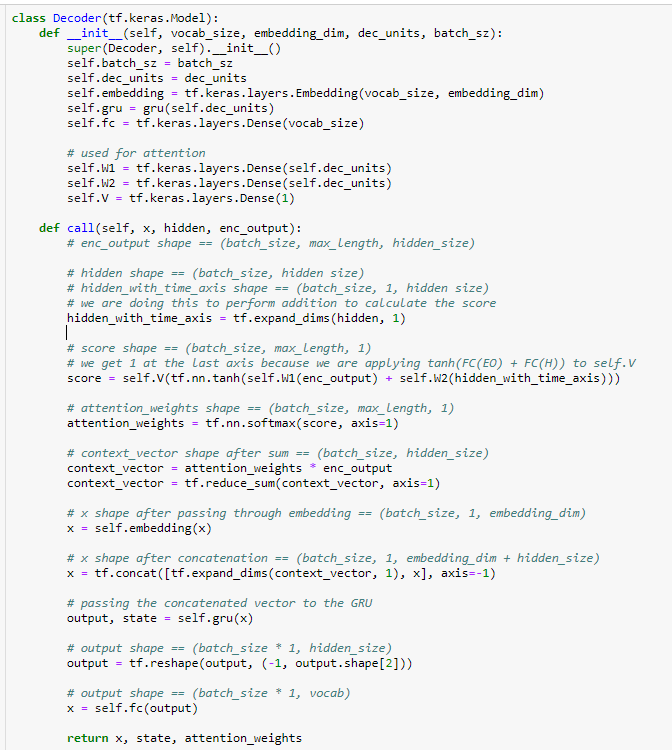 class Decoder(tf.keras.Model):
    def __init__(self, vocab_size, embedding_dim, dec_units, batch_sz):
        super(Decoder, self).__init__()
        self.batch_sz = batch_sz
        self.dec_units = dec_units
        self.embedding = tf.keras.layers.Embedding(vocab_size, embedding_dim)
        self.gru = gru(self.dec_units)
        self.fc = tf.keras.layers.Dense(vocab_size)

        # used for attention
        self.W1 = tf.keras.layers.Dense(self.dec_units)
        self.W2 = tf.keras.layers.Dense(self.dec_units)
        self.V = tf.keras.layers.Dense(1)

    def call(self, x, hidden, enc_output):
        # enc_output shape == (batch_size, max_length, hidden_size)

        # hidden shape == (batch_size, hidden size)
        # hidden_with_time_axis shape == (batch_size, 1, hidden size)
        # we are doing this to perform addition to calculate the score
        hidden_with_time_axis = tf.expand_dims(hidden, 1)

        # score shape == (batch_size, max_length, 1)
        # we get 1 at the last axis because we are applying tanh(FC(EO) + FC(H)) to self.V
        score = self.V(tf.nn.tanh(self.W1(enc_output) + self.W2(hidden_with_time_axis)))

        # attention_weights shape == (batch_size, max_length, 1)
        attention_weights = tf.nn.softmax(score, axis=1)

        # context_vector shape after sum == (batch_size, hidden_size)
        context_vector = attention_weights * enc_output
        context_vector = tf.reduce_sum(context_vector, axis=1)

        # x shape after passing through embedding == (batch_size, 1, embedding_dim)
        x = self.embedding(x)

        # x shape after concatenation == (batch_size, 1, embedding_dim + hidden_size)
        x = tf.concat([tf.expand_dims(context_vector, 1), x], axis=-1)

        # passing the concatenated vector to the GRU
        output, state = self.gru(x)

        # output shape == (batch_size * 1, hidden_size)
        output = tf.reshape(output, (-1, output.shape[2]))

        # output shape == (batch_size * 1, vocab)
        x = self.fc(output)

        return x, state, attention_weights